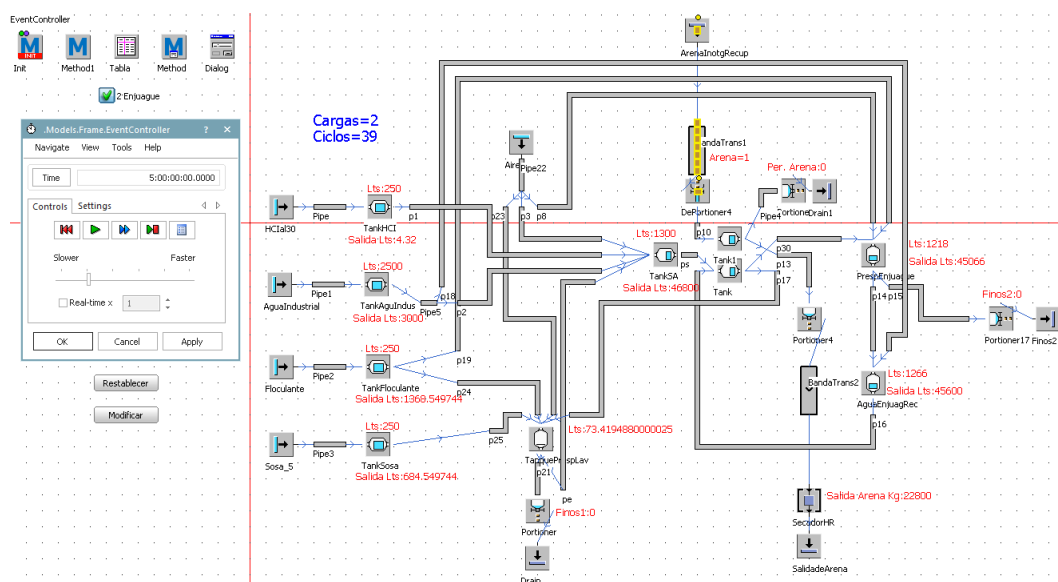 EventController
M
INIT
M
M
Init
Method1
Tabla
Method
Dialog
2 Enjuague
.Models.Frame.EventController
?
×
Navigate View Tools Help
Time
5:00:00:00.0000
Controls
Settings
Slower
Faster
Real-time x
1
OK
Cancel
Apply
Restablecer
Modificar
Cargas=2
Ciclos=39
ArenaInotgRecup
Aire
Pipe22
andaTrans1
Arena=1
DePortioner4
Per. Arena:0
Portione
Drain1
Pipe4
p23
p3
p8
p10
p30
p13
p17
HClal30
Pipe
Lts:250
TankHCl
Salida Lts:4.32
p1
Lts:1300
TankSA
Salida Lts:46800
ps
Tank1
Tank
Lts:1218
Salida Lts:45066
p14
p15
AguaIndustrial
Pipe1
Lts:2500
TankAguIndus
Salida Lts:3000
Pipe5
p18
p2
Finos2:0
Portioner17
Finos2
Portioner4
Floculante
Pipe2
Lts:250
TankFloculante
Salida Lts:1368.549744
p19
p24
BandaTrans2
Lts:1266
Salida Lts:45600
AguaEnjuagRec
p16
Sosa_5
Pipe3
Lts:250
TankSosa
Salida Lts:684.549744
p25
Lts:73.4194880000025
p21
pe
Finos1:0
Portioner
Drain
Salida Arena Kg:22800
SecadorHR
SalidadeArena